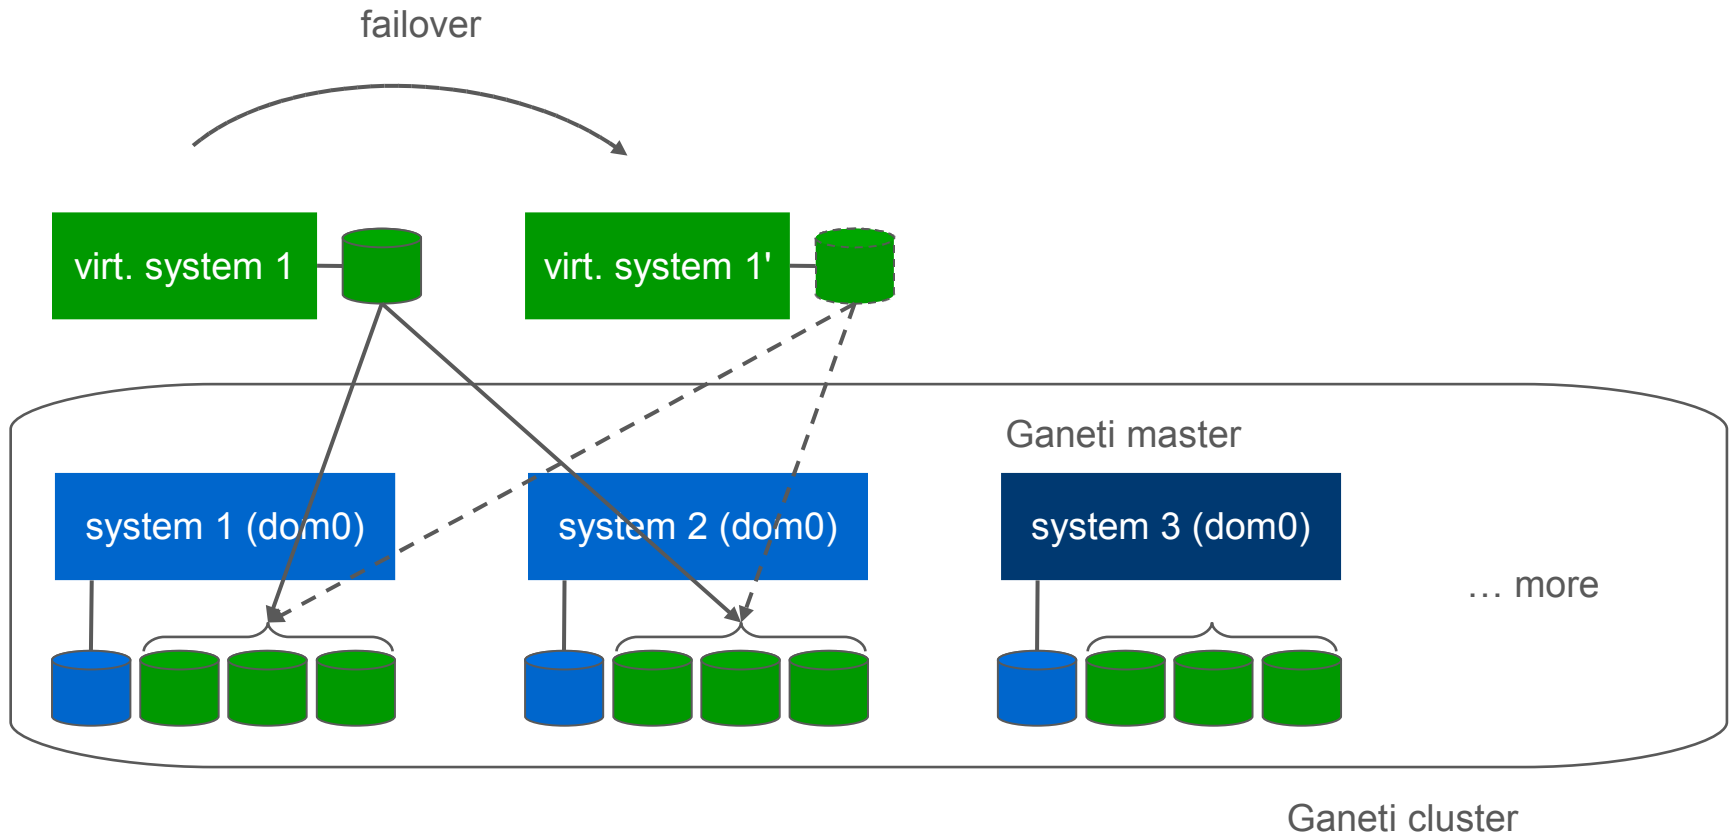 failover
virt. system 1
virt. system 1'
Ganeti master
system 1 (dom0)
system 2 (dom0)
system 3 (dom0)
… more
Ganeti cluster